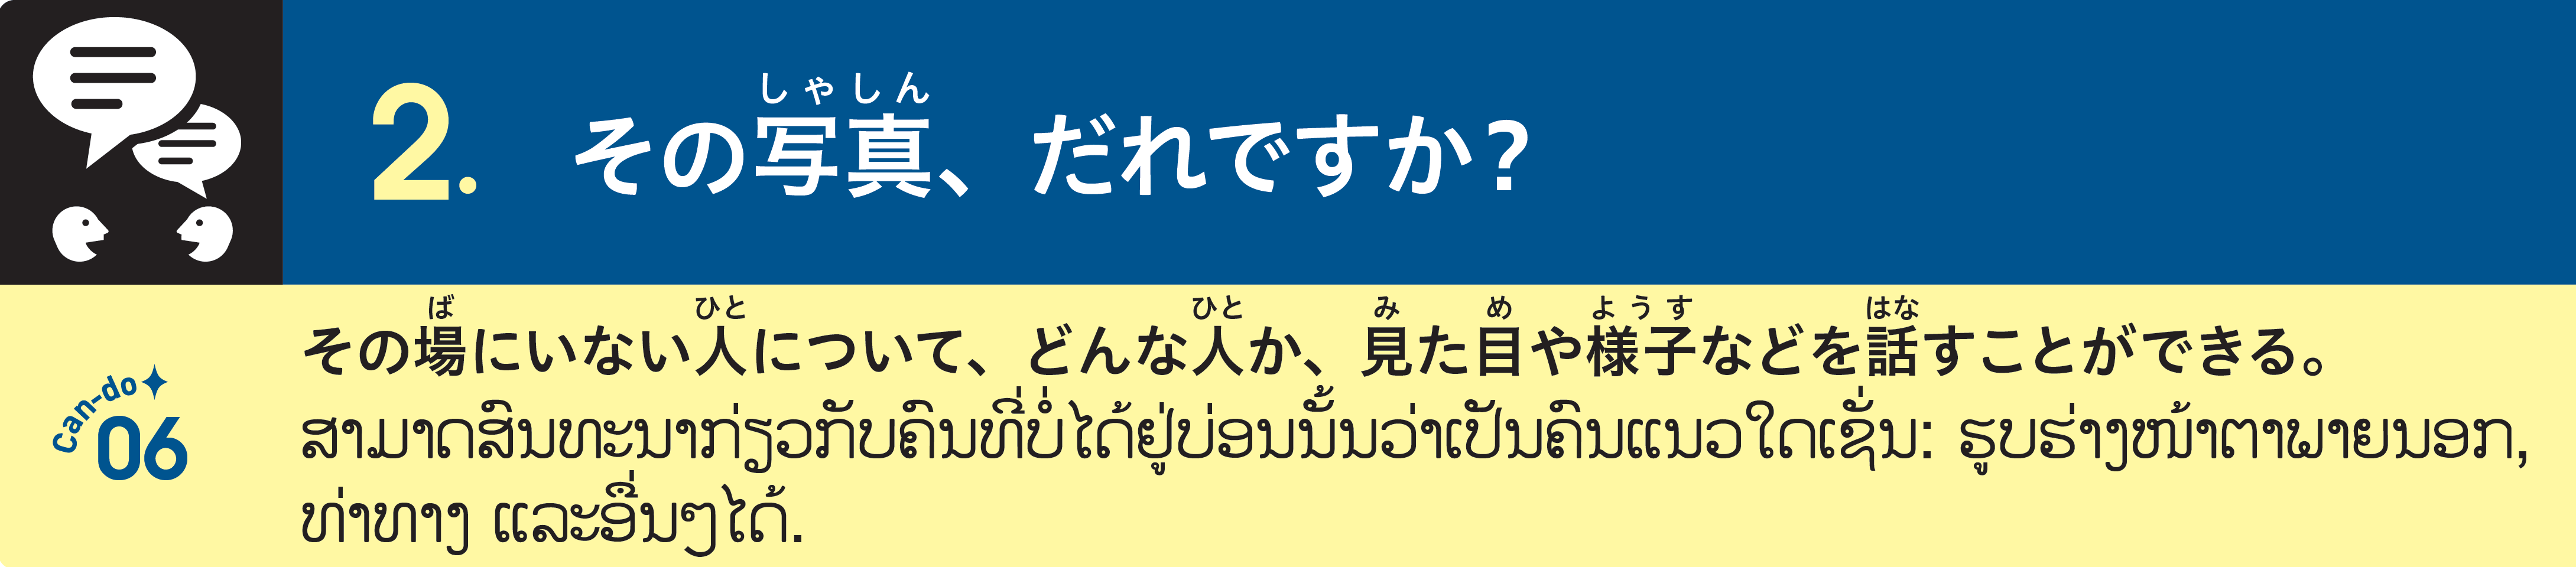 しゃしん
2. その写真、だれですか？
ば ひと ひと み め ようす はな
その場にいない人について、どんな人か、見た目や様子などを話すことができる。
Can-do
06
ສາມາດສົນທະນາກ່ຽວກັບຄົນທີ່ບໍ່ໄດ້ຢູ່ບ່ອນນັ້ນວ່າເປັນຄົນແນວໃດເຊັ່ນ: ຮູບຮ່າງໜ້າຕາພາຍນອກ,
ທ່າທາງ ແລະອື່ນໆໄດ້.